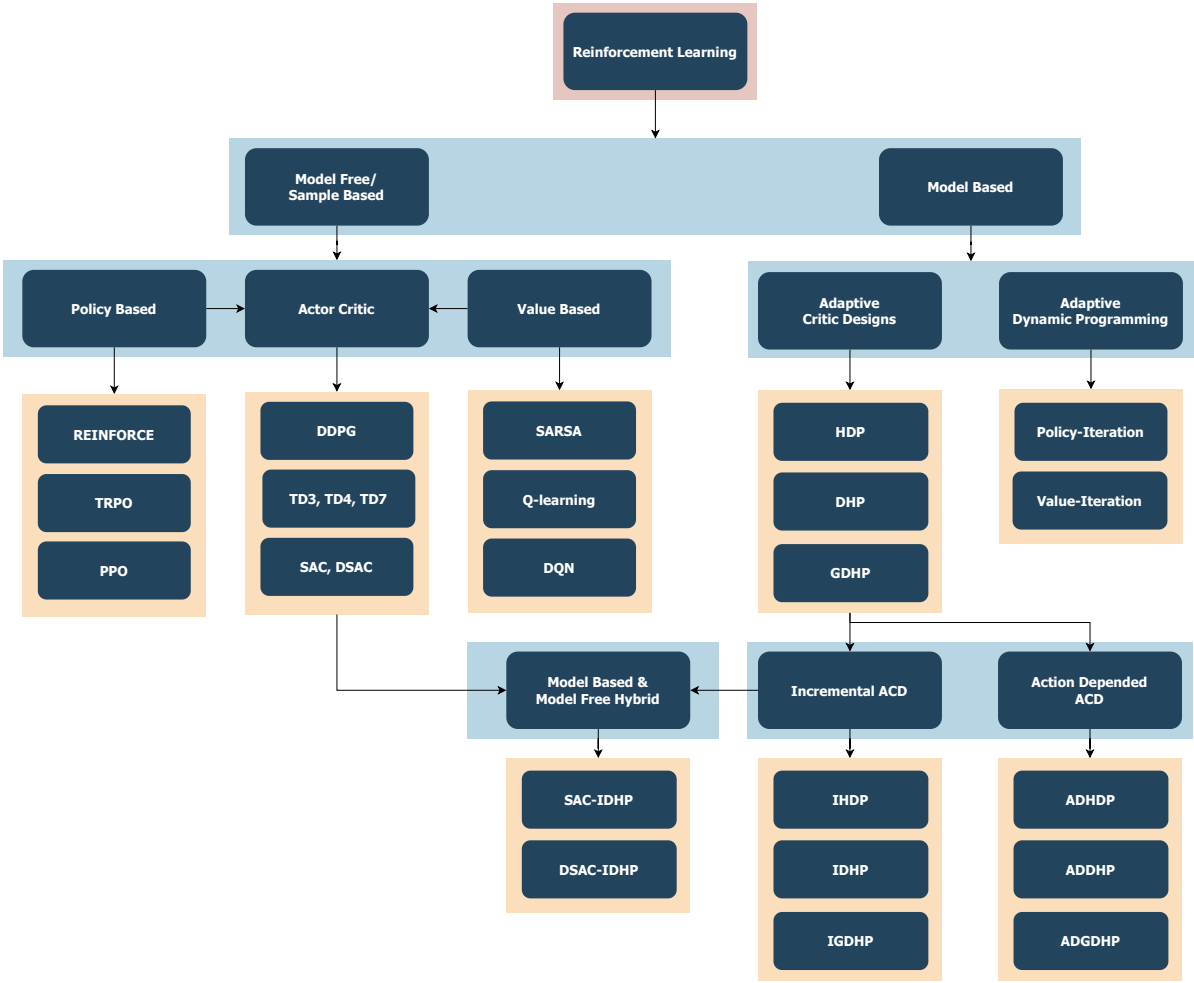 Reinforcement Learning
Model Free/
Sample Based
Model Based
Policy Based
Actor Critic
Value Based
Adaptive
Critic Designs
Adaptive
Dynamic Programming
REINFORCE
TRPO
PPO
DDPG
TD3, TD4, TD7
SAC, DSAC
SARSA
Q-learning
DQN
HDP
DHP
GDHP
Policy-Iteration
Value-Iteration
Model Based &
Model Free Hybrid
Incremental ACD
Action Depended
ACD
SAC-IDHP
DSAC-IDHP
IHDP
IDHP
IGDHP
ADHDP
ADDHP
ADGDHP